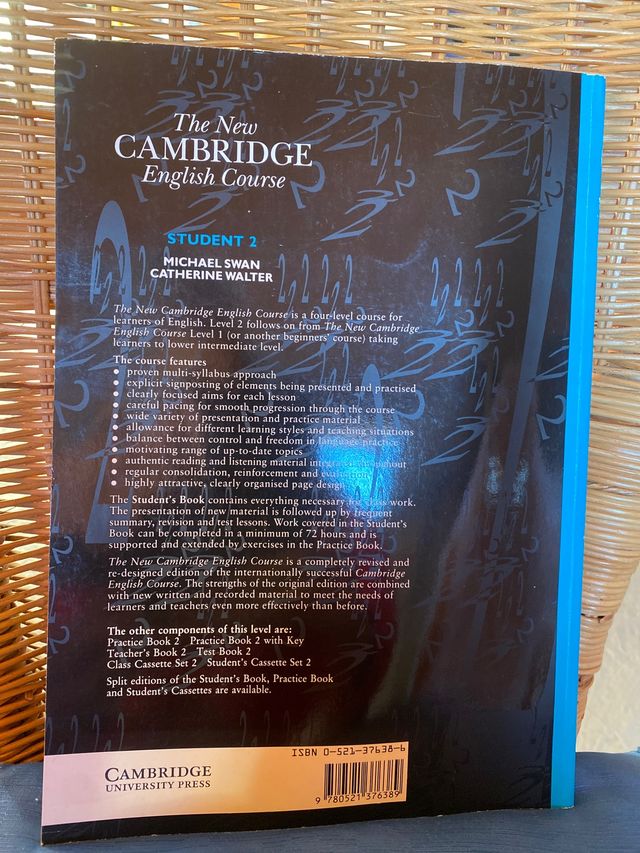 The New
CAMBRIDGE
English Course
STUDENT 2
MICHAEL SWAN
CATHERINE WALTER
The New Cambridge English Course is a four-level course for
learners of English. Level 2 follows on from The New Cambridge
English Course Level 1 (or another beginners' course) taking
learners to lower intermediate level.
The course features
• proven multi-syllabus approach
• explicit signposting of elements being presented and practised
• clearly focused aims for each lesson
• careful pacing for smooth progression through the course
• wide variety of presentation and practice material
• allowance for different learning styles and teaching situations
• balance between control and freedom in language practice
• motivating range of up-to-date topics
• authentic reading and listening material integrated throughout
• regular consolidation, reinforcement and evaluation
• highly attractive, clearly organised page design
The Student's Book contains everything necessary for class work.
The presentation of new material is followed up by frequent
summary, revision and test lessons. Work covered in the Student's
Book can be completed in a minimum of 72 hours and is
supported and extended by exercises in the Practice Book.
The New Cambridge English Course is a completely revised and
re-designed edition of the internationally successful Cambridge
English Course. The strengths of the original edition are combined
with new written and recorded material to meet the needs of
learners and teachers even more effectively than before.
The other components of this level are:
Practice Book 2 Practice Book 2 with Key
Teacher's Book 2 Test Book 2
Class Cassette Set 2 Student's Cassette Set 2
Split editions of the Student's Book, Practice Book
and Student's Cassettes are available.
ISBN 0-521-37638-6
CAMBRIDGE
UNIVERSITY PRESS
9 780521 376389